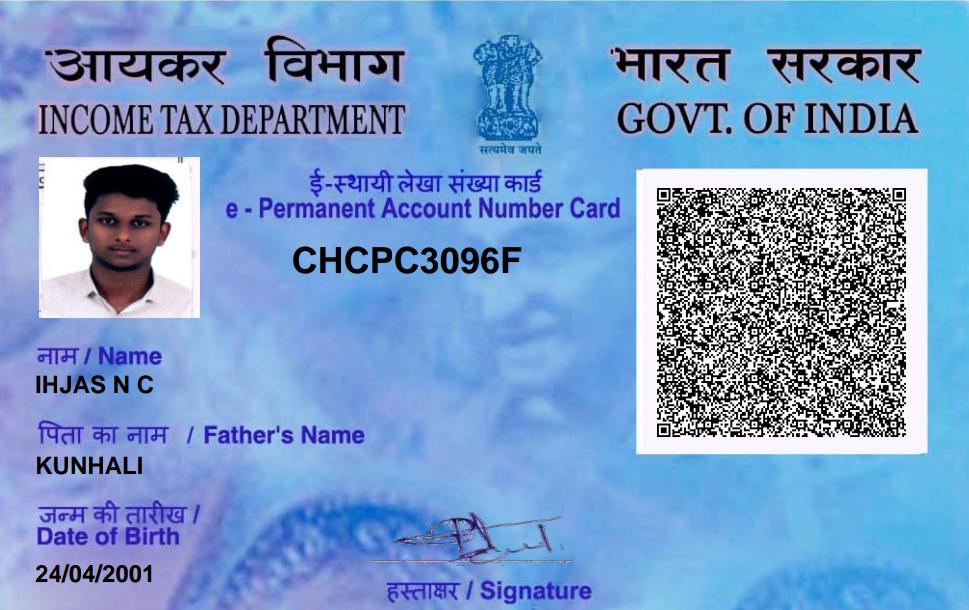 आयकर विभाग
INCOME TAX DEPARTMENT
सत्यमेव जयते
भारत सरकार
GOVT. OF INDIA
ई-स्थायी लेखा संख्या कार्ड
e - Permanent Account Number Card
CHCPC3096F
नाम / Name
IHJAS N C
पिता का नाम / Father's Name
KUNHALI
जन्म की तारीख /
Date of Birth
24/04/2001
हस्ताक्षर / Signature